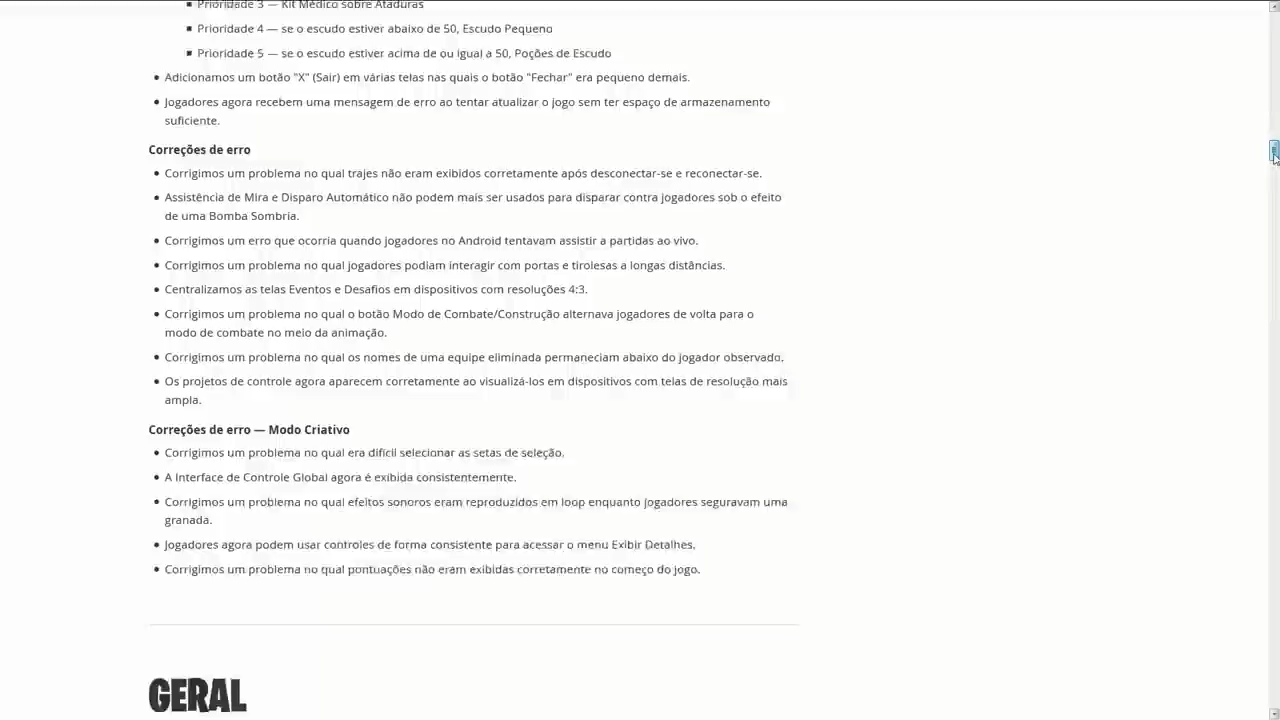 Prioridade 3 — Kit Médico sobre Ataduras
Prioridade 4 — se o escudo estiver abaixo de 50, Escudo Pequeno
Prioridade 5 — se o escudo estiver acima de ou igual a 50, Poções de Escudo
Adicionamos um botão "X" (Sair) em várias telas nas quais o botão "Fechar" era pequeno demais.
Jogadores agora recebem uma mensagem de erro ao tentar atualizar o jogo sem ter espaço de armazenamento
suficiente.
Correções de erro
Corrigimos um problema no qual trajes não eram exibidos corretamente após desconectar-se e reconectar-se.
Assistência de Mira e Disparo Automático não podem mais ser usados para disparar contra jogadores sob o efeito
de uma Bomba Sombria.
Corrigimos um erro que ocorria quando jogadores no Android tentavam assistir a partidas ao vivo.
Corrigimos um problema no qual jogadores podiam interagir com portas e tirolesas a longas distâncias.
Centralizamos as telas Eventos e Desafios em dispositivos com resoluções 4:3.
Corrigimos um problema no qual o botão Modo de Combate/Construção alternava jogadores de volta para o
modo de combate no meio da animação.
Corrigimos um problema no qual os nomes de uma equipe eliminada permaneciam abaixo do jogador observado.
Os projetos de controle agora aparecem corretamente ao visualizá-los em dispositivos com telas de resolução mais
ampla.
Correções de erro — Modo Criativo
Corrigimos um problema no qual era difícil selecionar as setas de seleção.
A Interface de Controle Global agora é exibida consistentemente.
Corrigimos um problema no qual efeitos sonoros eram reproduzidos em loop enquanto jogadores seguravam uma
granada.
Jogadores agora podem usar controles de forma consistente para acessar o menu Exibir Detalhes.
Corrigimos um problema no qual pontuações não eram exibidas corretamente no começo do jogo.
GERAL